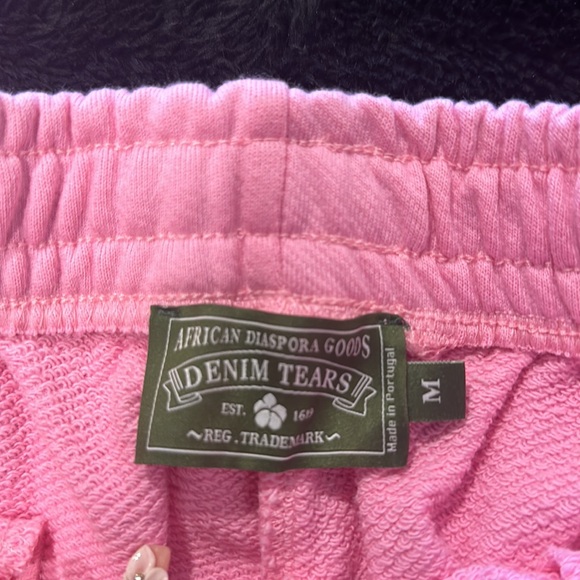 AFRICAN DIASPORA GOODS
DENIM TEARS
EST. 1619
~REG. TRADEMARK~
Made in Portugal
M